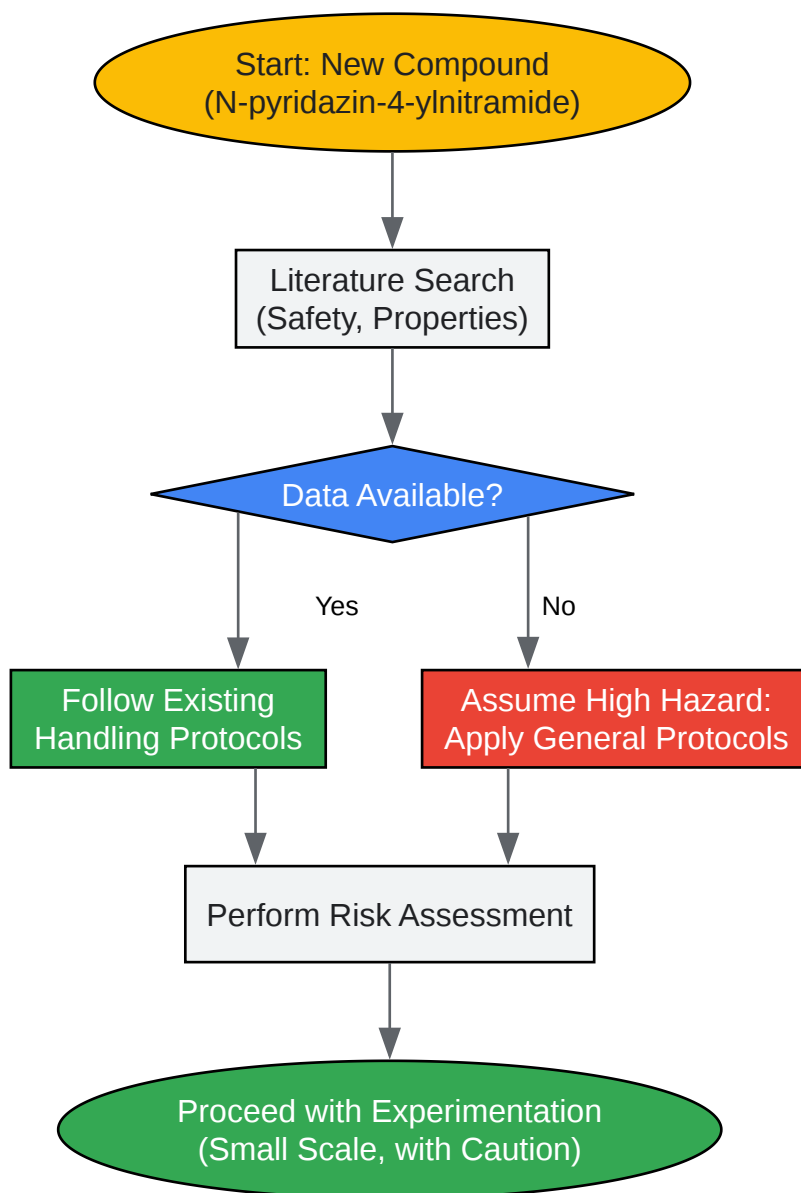 Start: New Compound
(N-pyridazin-4-ylnitramide)
Literature Search
(Safety, Properties)
Data Available?
Yes
No
Follow Existing
Handling Protocols
Assume High Hazard:
Apply General Protocols
Perform Risk Assessment
Proceed with Experimentation
(Small Scale, with Caution)